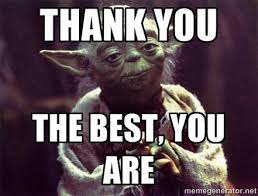 THANK YOU
THE BEST, YOU
ARE
memegenerator.net